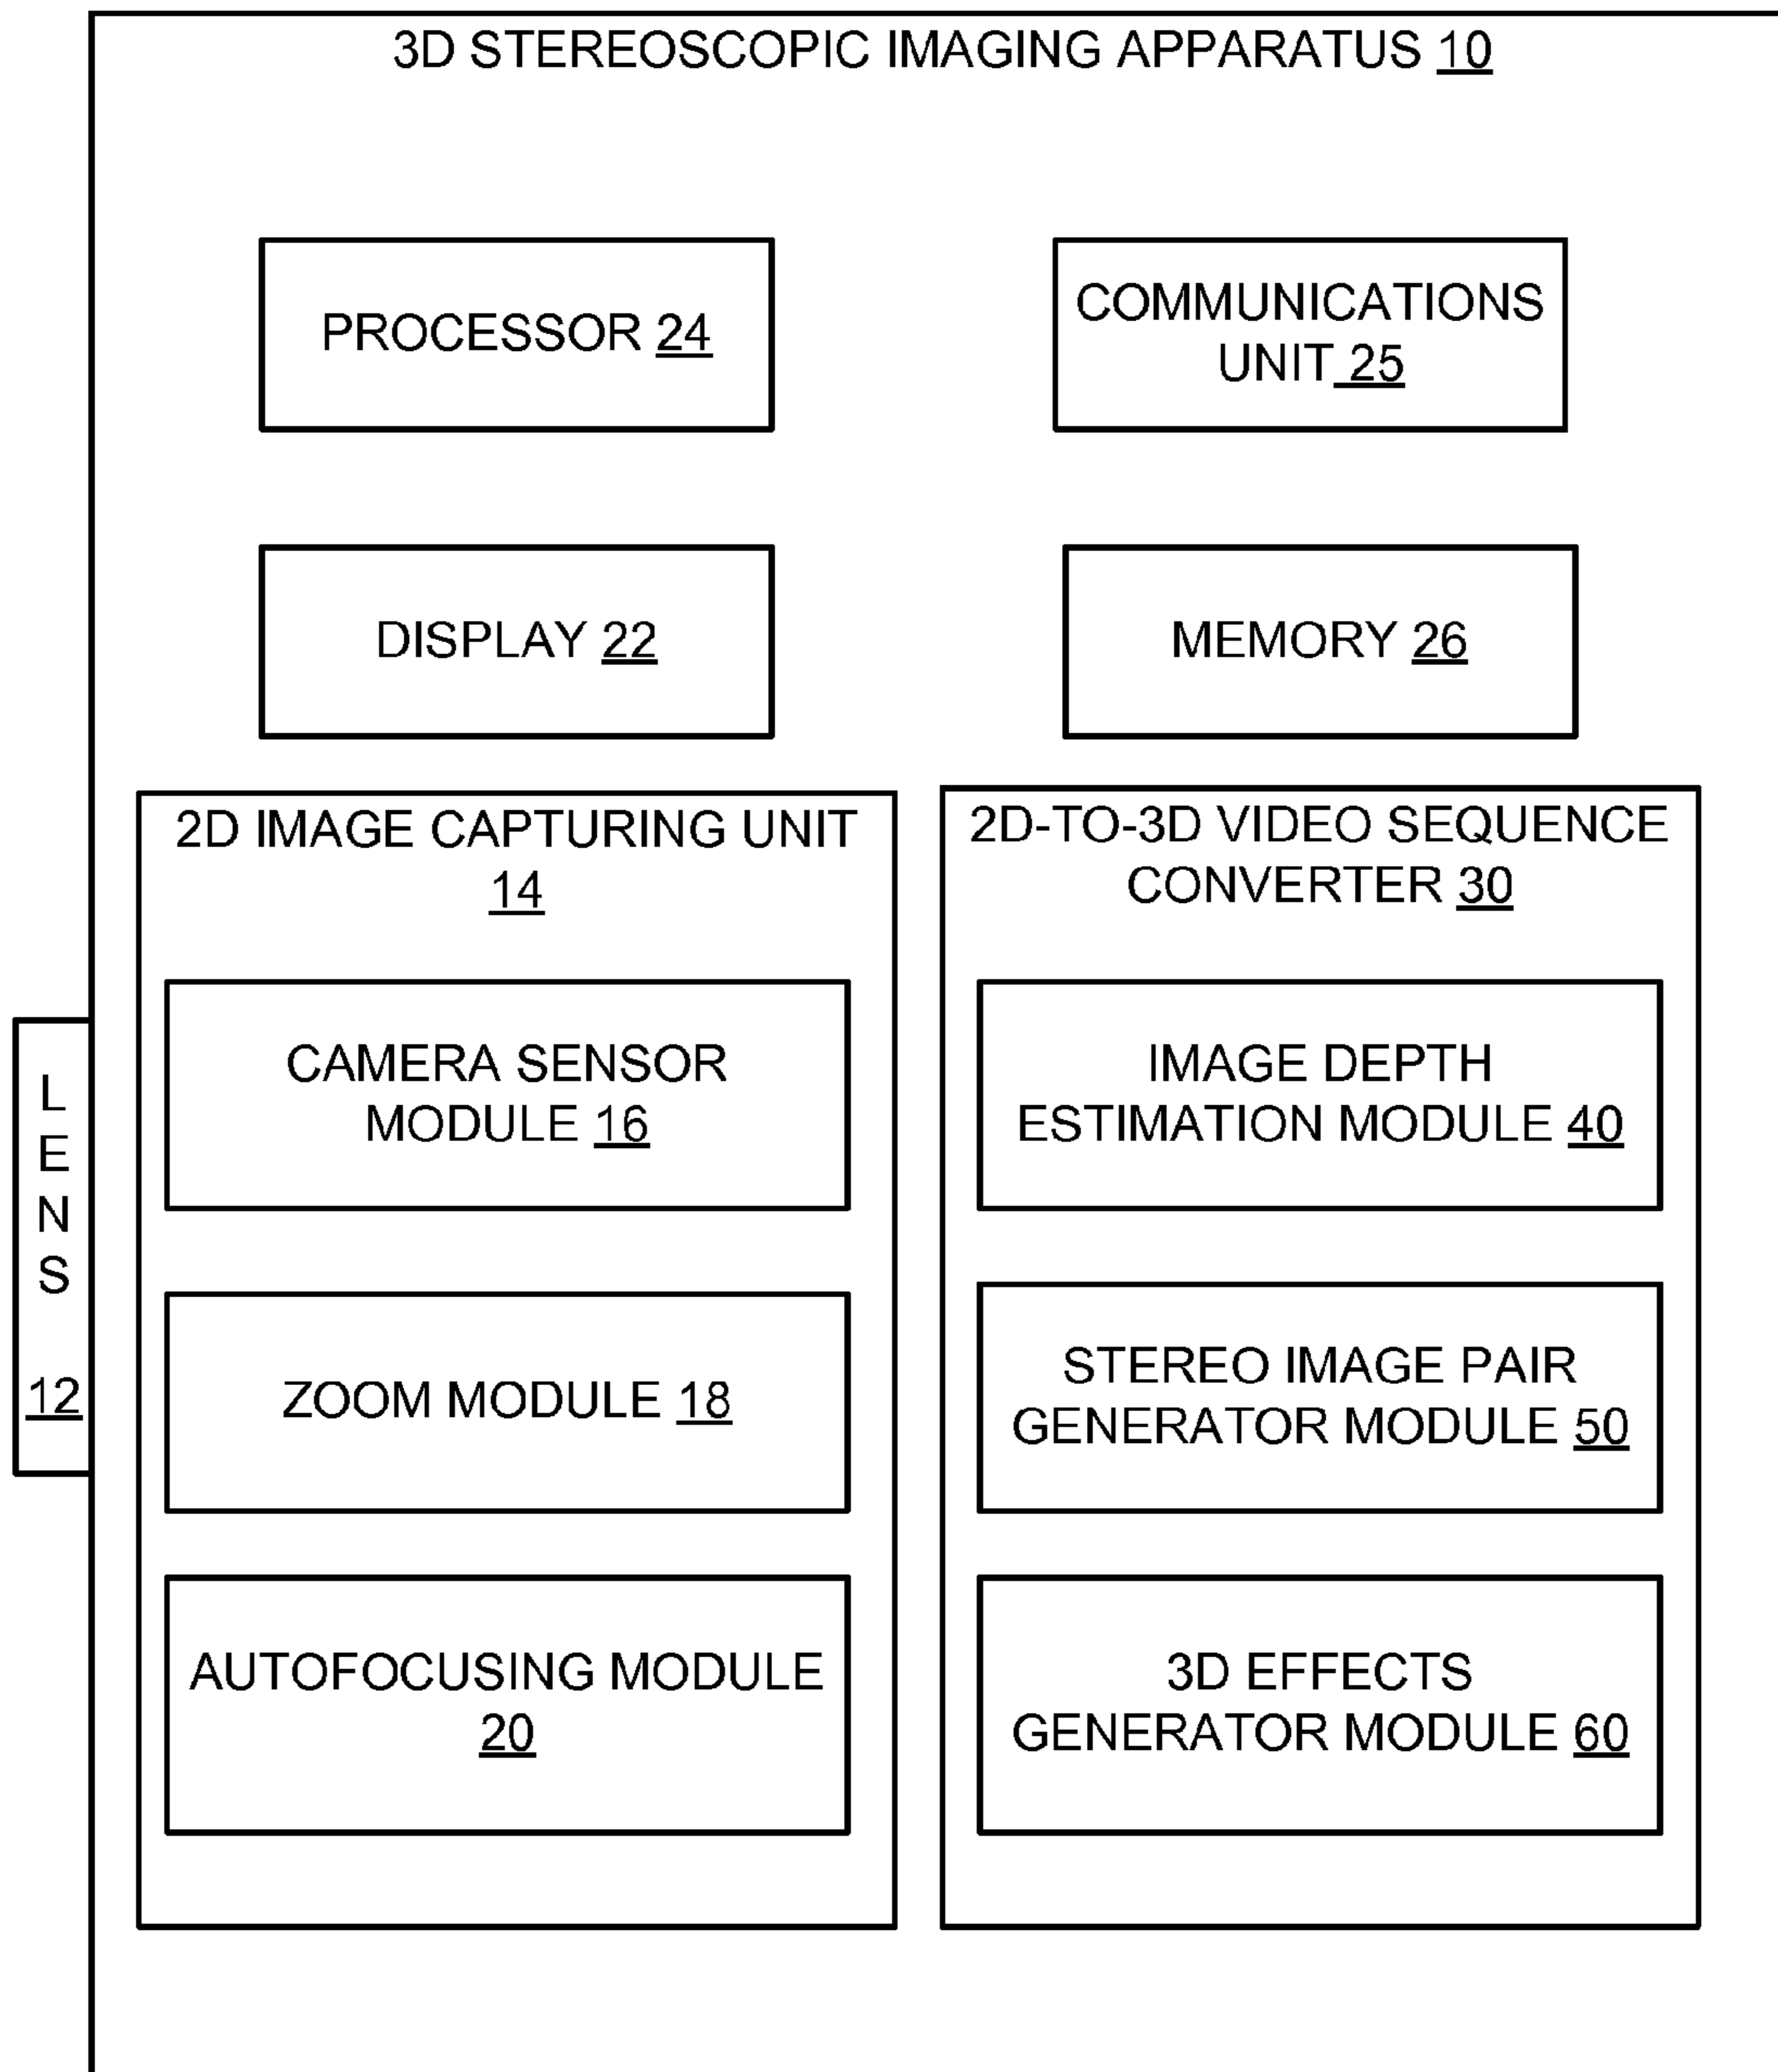 3D STEREOSCOPIC IMAGING APPARATUS 10
PROCESSOR 24
COMMUNICATIONS
UNIT 25
DISPLAY 22
MEMORY 26
2D IMAGE CAPTURING UNIT
14
CAMERA SENSOR
MODULE 16
ZOOM MODULE 18
AUTOFOCUSING MODULE
20
2D-TO-3D VIDEO SEQUENCE
CONVERTER 30
IMAGE DEPTH
ESTIMATION MODULE 40
STEREO IMAGE PAIR
GENERATOR MODULE 50
3D EFFECTS
GENERATOR MODULE 60
LENS
12